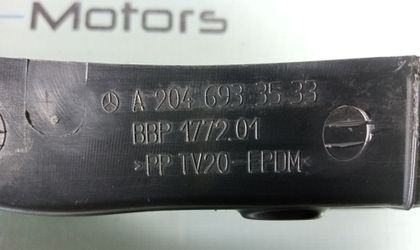 Motors
A 204 693 35 33
BBP 1772.01
>PP TV20-EPDM<